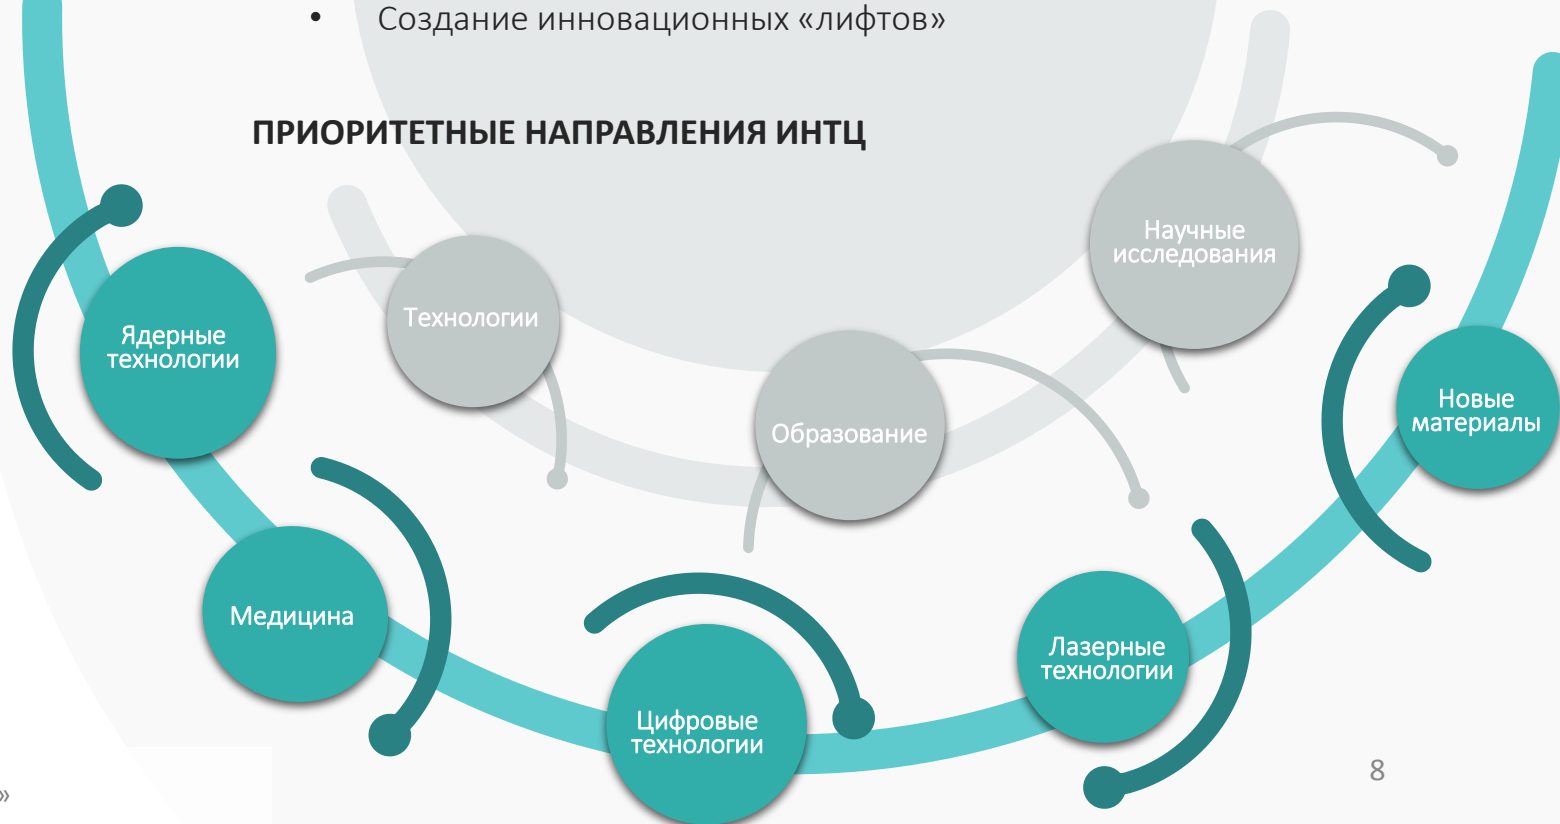 • Создание инновационных «лифтов»
ПРИОРИТЕТНЫЕ НАПРАВЛЕНИЯ ИНТЦ
Научные
исследования
Технологии
Ядерные
технологии
Образование
Новые
материалы
Медицина
Лазерные
технологии
Цифровые
технологии
8
»